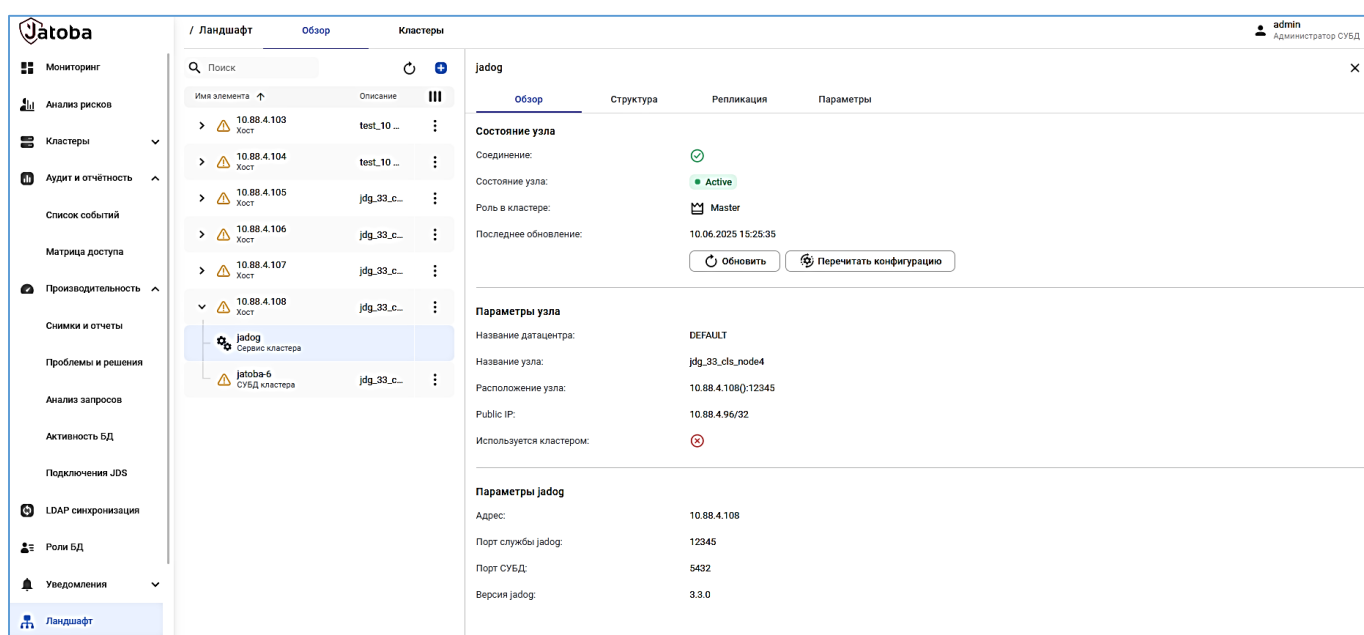 Jatoba
/ Ландшафт
Обзор
Кластеры
admin
Администратор СУБД
Мониторинг
Анализ рисков
Кластеры
Аудит и отчётность
Список событий
Матрица доступа
Производительность
Снимки и отчеты
Проблемы и решения
Анализ запросов
Активность БД
Подключения JDS
LDAP синхронизация
Роли БД
Уведомления
Ландшафт
Поиск
Имя элемента
Описание
10.88.4.103
Хост
test_10 ...
10.88.4.104
Хост
test_10 ...
10.88.4.105
Хост
jdg_33_c...
10.88.4.106
Хост
jdg_33_c...
10.88.4.107
Хост
jdg_33_c...
10.88.4.108
Хост
jdg_33_c...
jadog
Сервис кластера
jatoba-6
СУБД кластера
jdg_33_c...
jadog
Обзор
Структура
Репликация
Параметры
Состояние узла
Соединение:
Состояние узла:
Active
Роль в кластере:
Master
Последнее обновление:
10.06.2025 15:25:35
Обновить
Перечитать конфигурацию
Параметры узла
Название датацентра:
DEFAULT
Название узла:
jdg_33_cls_node4
Расположение узла:
10.88.4.108():12345
Public IP:
10.88.4.96/32
Используется кластером:
Параметры jadog
Адрес:
10.88.4.108
Порт службы jadog:
12345
Порт СУБД:
5432
Версия jadog:
3.3.0